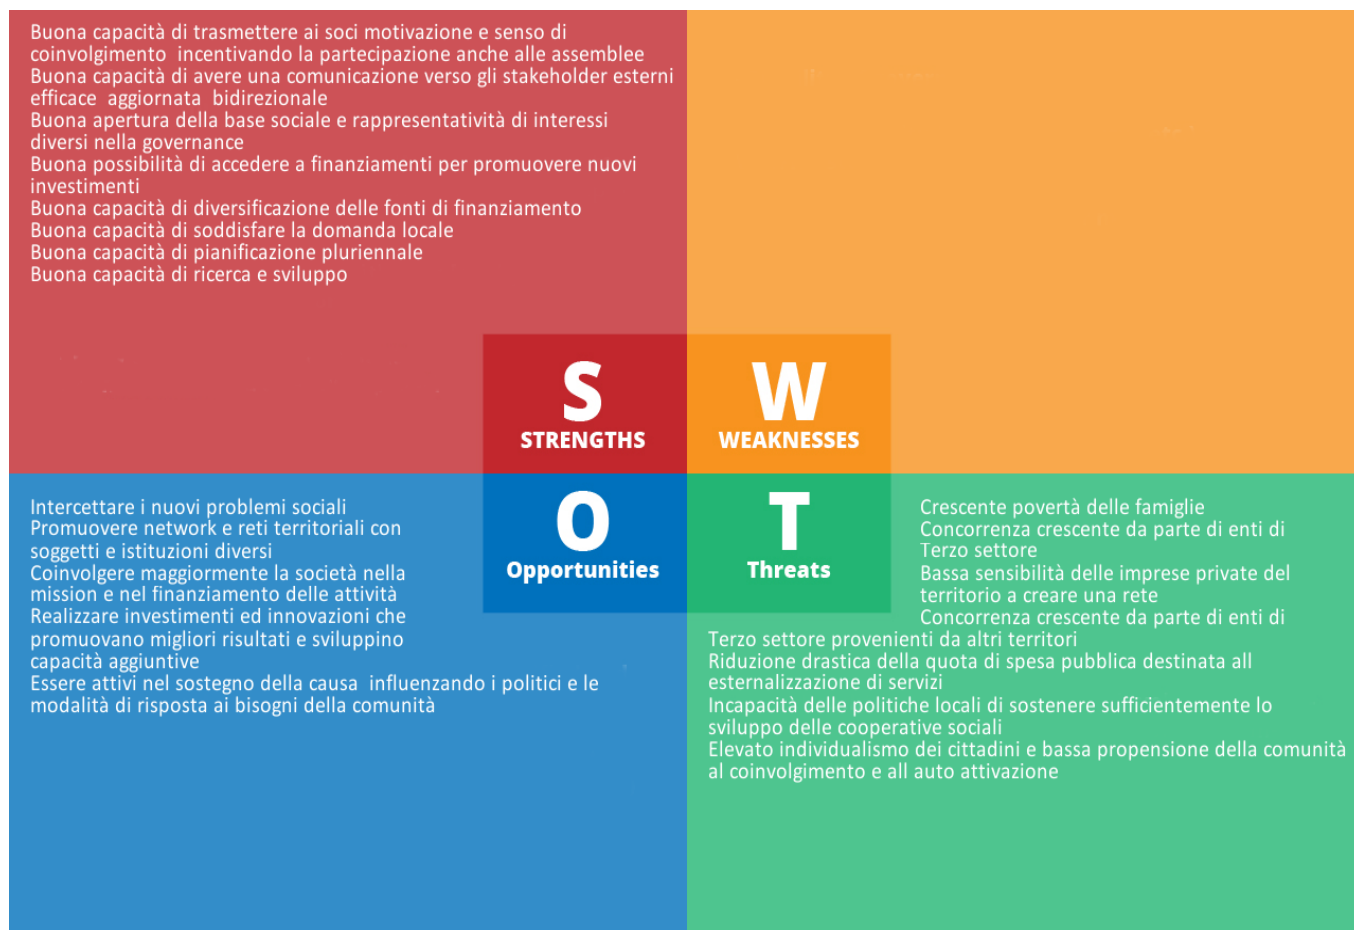 Buona capacità di trasmettere ai soci motivazione e senso di
coinvolgimento  incentivando la partecipazione anche alle assemblee
Buona capacità di avere una comunicazione verso gli stakeholder esterni
efficace  aggiornata  bidirezionale
Buona apertura della base sociale e rappresentatività di interessi
diversi nella governance
Buona possibilità di accedere a finanziamenti per promuovere nuovi
investimenti
Buona capacità di diversificazione delle fonti di finanziamento
Buona capacità di soddisfare la domanda locale
Buona capacità di pianificazione pluriennale
Buona capacità di ricerca e sviluppo
S
STRENGTHS
W
WEAKNESSES
O
Opportunities
T
Threats
Intercettare i nuovi problemi sociali
Promuovere network e reti territoriali con
soggetti e istituzioni diversi
Coinvolgere maggiormente la società nella
mission e nel finanziamento delle attività
Realizzare investimenti ed innovazioni che
promuovano migliori risultati e sviluppino
capacità aggiuntive
Essere attivi nel sostegno della causa  influenzando i politici e le
modalità di risposta ai bisogni della comunità
Crescente povertà delle famiglie
Concorrenza crescente da parte di enti di
Terzo settore
Bassa sensibilità delle imprese private del
territorio a creare una rete
Concorrenza crescente da parte di enti di
Terzo settore provenienti da altri territori
Riduzione drastica della quota di spesa pubblica destinata all
esternalizzazione di servizi
Incapacità delle politiche locali di sostenere sufficientemente lo
sviluppo delle cooperative sociali
Elevato individualismo dei cittadini e bassa propensione della comunità
al coinvolgimento e all auto attivazione